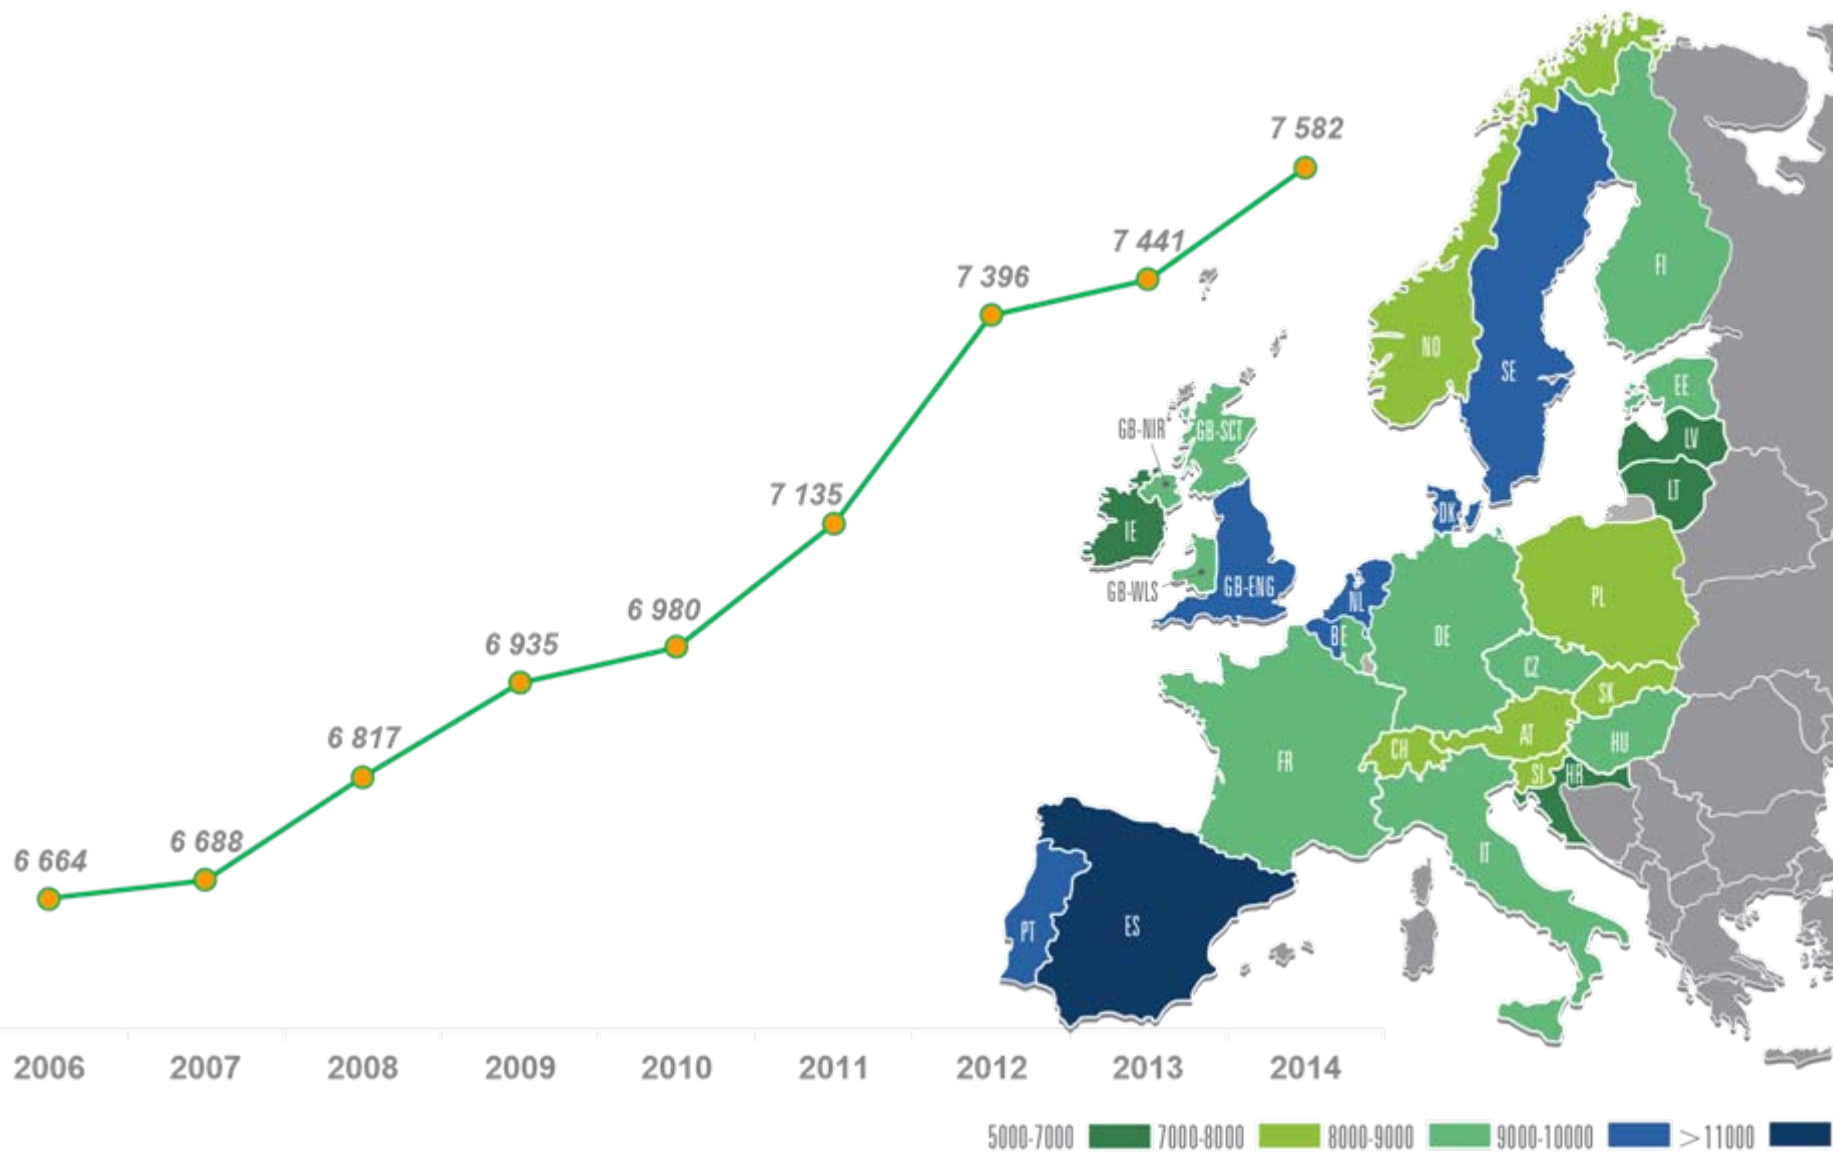 7 582
7 441
7 396
7 135
6 980
6 935
6 817
6 688
6 664
NO
SE
FI
EE
LV
LT
GB-NIR
GB-SCT
IE
GB-WLS
GB-ENG
DK
NL
BE
DE
PL
CZ
SK
FR
CH
AT
HU
SI
HR
IT
PT
ES
2006 2007 2008 2009 2010 2011 2012 2013 2014
5000-7000 7000-8000 8000-9000 9000-10000 >11000